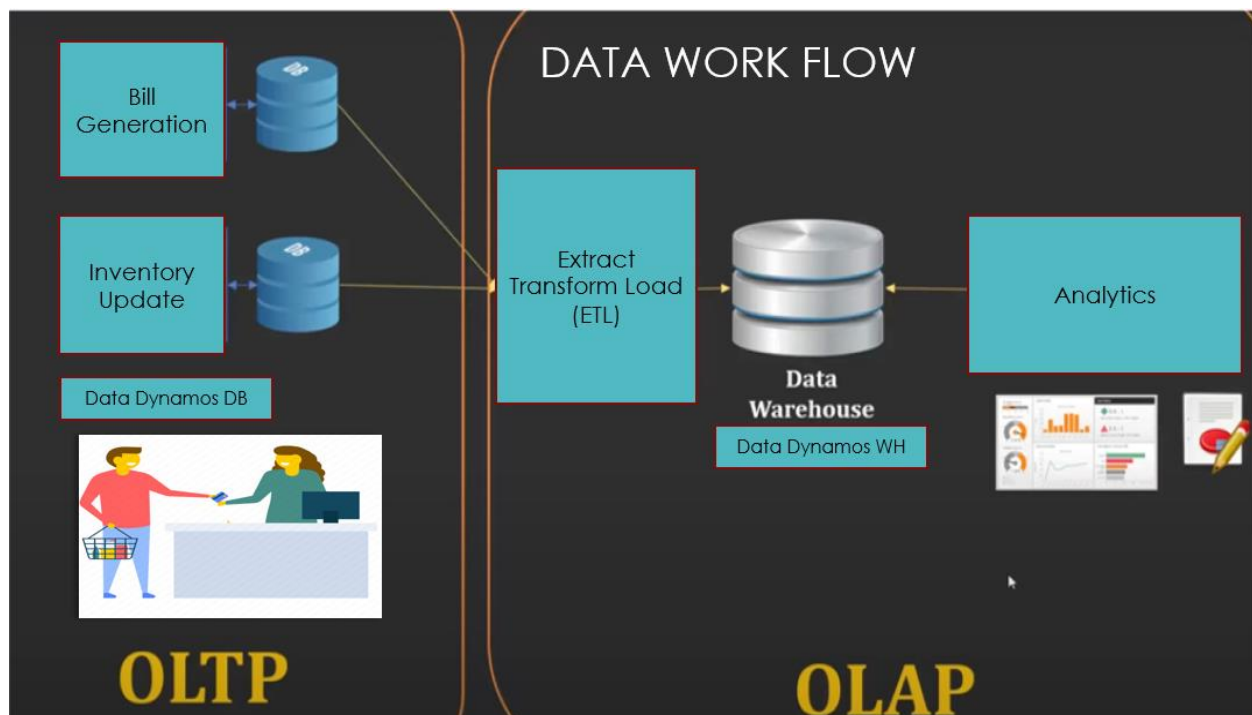 DATA WORK FLOW
Bill
Generation
Inventory
Update
Data Dynamos DB
OLTP
Extract
Transform Load
(ETL)
Data
Warehouse
Data Dynamos WH
Analytics
OLAP